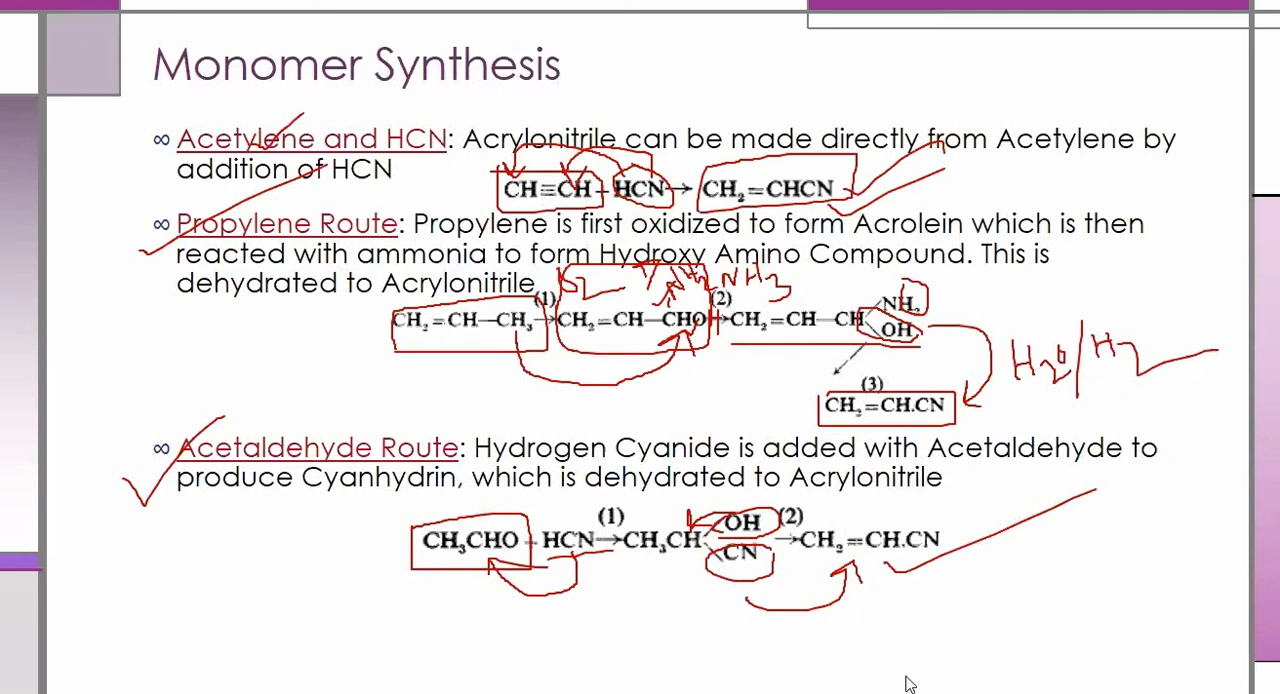 Monomer Synthesis
∞ Acetylene and HCN: Acrylonitrile can be made directly from Acetylene by
addition of HCN
CH≡CH + HCN → CH₂=CHCN
∞ Propylene Route: Propylene is first oxidized to form Acrolein which is then
reacted with ammonia to form Hydroxy Amino Compound. This is
dehydrated to Acrylonitrile
NH₃
(1) (2)
CH₂=CH—CH₃ → CH₂=CH—CHO → CH₂=CH—CH
NH₂
OH
H₂O/H₂
(3)
CH₂=CH.CN
∞ Acetaldehyde Route: Hydrogen Cyanide is added with Acetaldehyde to
produce Cyanhydrin, which is dehydrated to Acrylonitrile
(1) OH (2)
CH₃CHO + HCN → CH₃CH → CH₂=CH.CN
CN